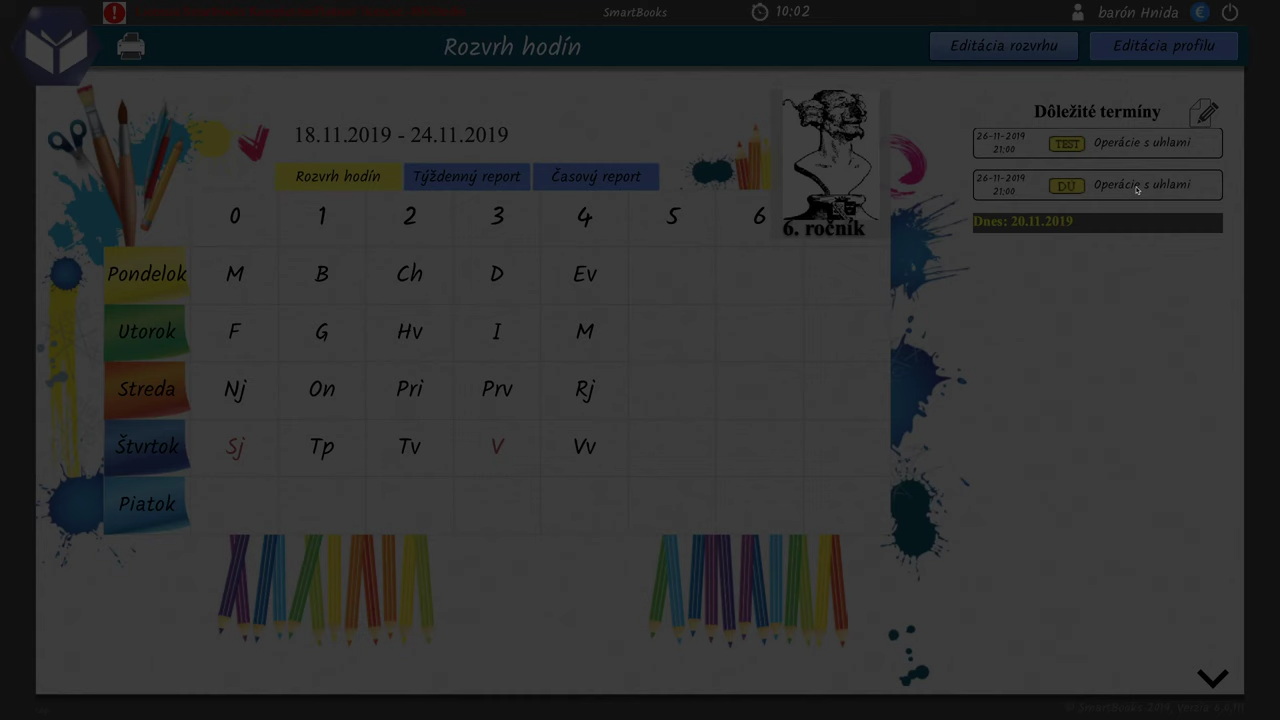 SmartBooks
10:02
barón Hnida
Rozvrh hodín
Editácia rozvrhu
Editácia profilu
18.11.2019 - 24.11.2019
Rozvrh hodín
Týždenný report
Časový report
6. ročník
0 1 2 3 4 5 6
Pondelok M B Ch D Ev
Utorok F G Hv I M
Streda Nj On Pri Prv Rj
Štvrtok Sj Tp Tv V Vv
Piatok
Dôležité termíny
26-11-2019
21:00
TEST
Operácie s uhlami
26-11-2019
21:00
DÚ
Operácie s uhlami
Dnes: 20.11.2019